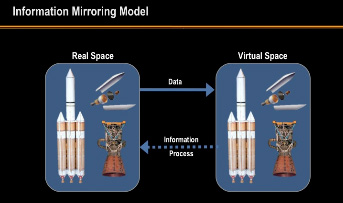 Information Mirroring Model
Real Space
Virtual Space
Data
Information
Process